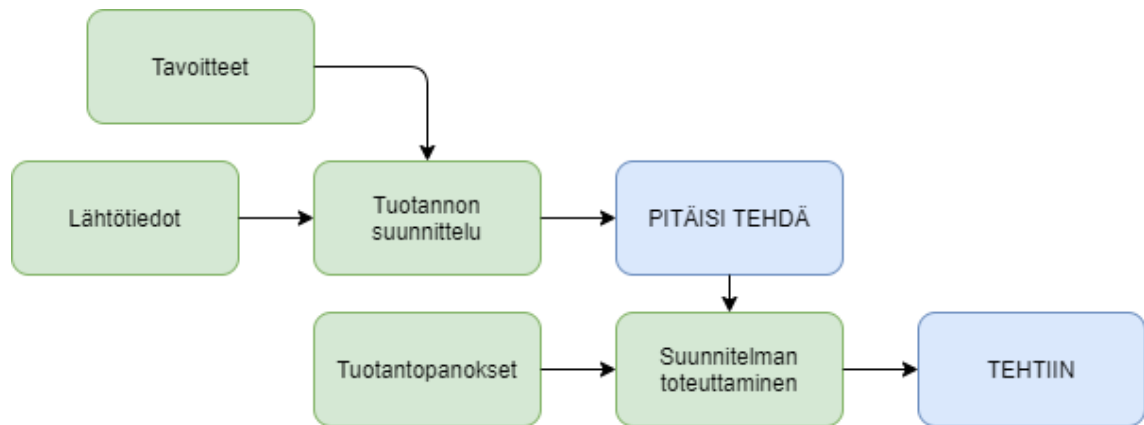 Tavoitteet
Lähtötiedot
Tuotannon
suunnittelu
PITÄISI TEHDÄ
Tuotantopanokset
Suunnitelman
toteuttaminen
TEHTIIN